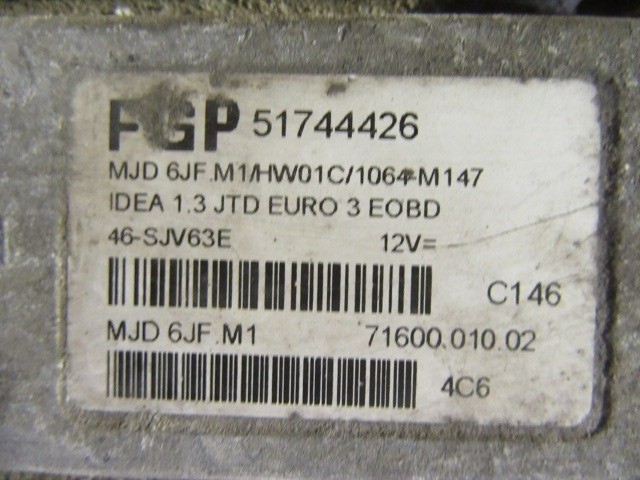 FGP 51744426
MJD 6JF.M1/HW01C/1064-M147
IDEA 1.3 JTD EURO 3 EOBD
46-SJV63E 12V=
C146
MJD 6JF.M1 71600.010.02
4C6